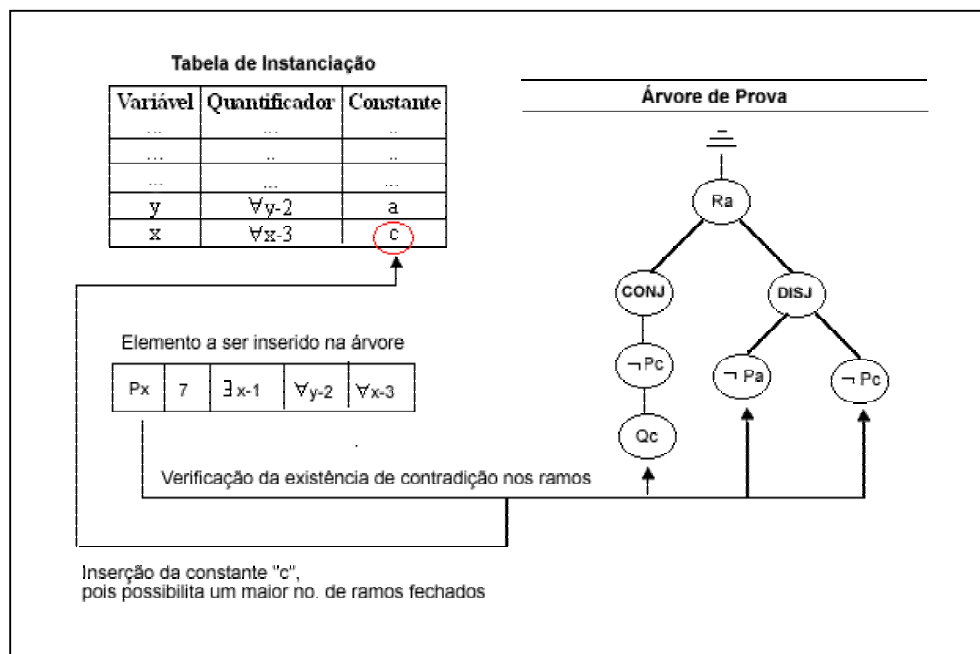 Tabela de Instanciação
Variável Quantificador Constante
... ... ..
... .. ..
... ... ...
y ∀y-2 a
x ∀x-3 c
Elemento a ser inserido na árvore
Px 7 ∃x-1 ∀y-2 ∀x-3
Verificação da existência de contradição nos ramos
Inserção da constante "c",
pois possibilita um maior no. de ramos fechados
Árvore de Prova
Ra
CONJ DISJ
¬Pc ¬ Pa ¬ Pc
Qc